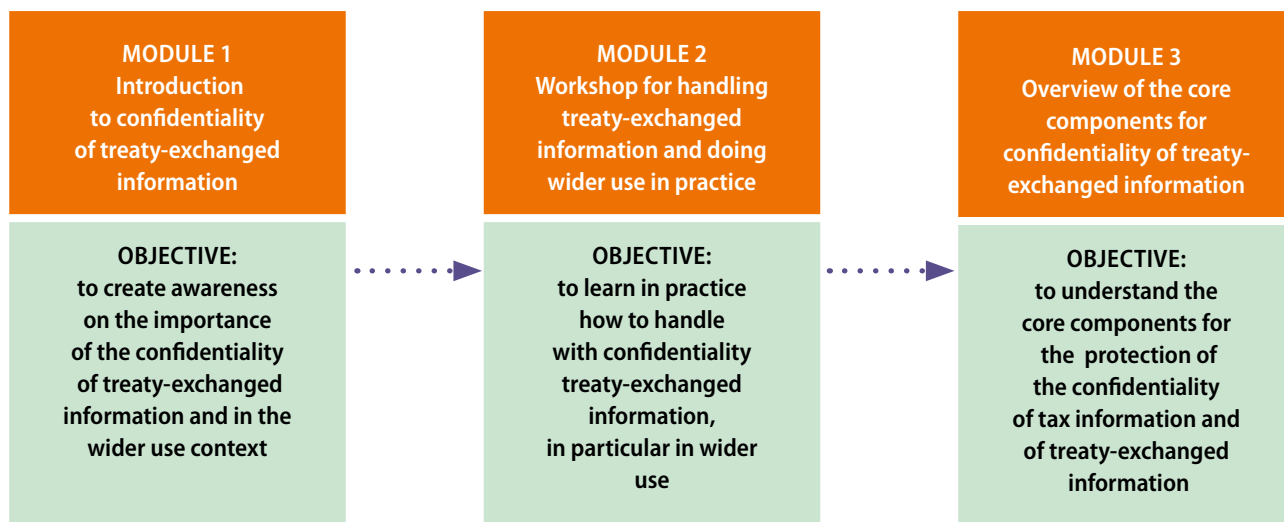 MODULE 1
Introduction
to confidentiality
of treaty-exchanged
information
OBJECTIVE:
to create awareness
on the importance
of the confidentiality
of treaty-exchanged
information and in the
wider use context
MODULE 2
Workshop for handling
treaty-exchanged
information and doing
wider use in practice
OBJECTIVE:
to learn in practice
how to handle
with confidentiality
treaty-exchanged
information,
in particular in wider
use
MODULE 3
Overview of the core
components for
confidentiality of treaty-
exchanged information
OBJECTIVE:
to understand the
core components for
the protection of
the confidentiality
of tax information and
of treaty-exchanged
information